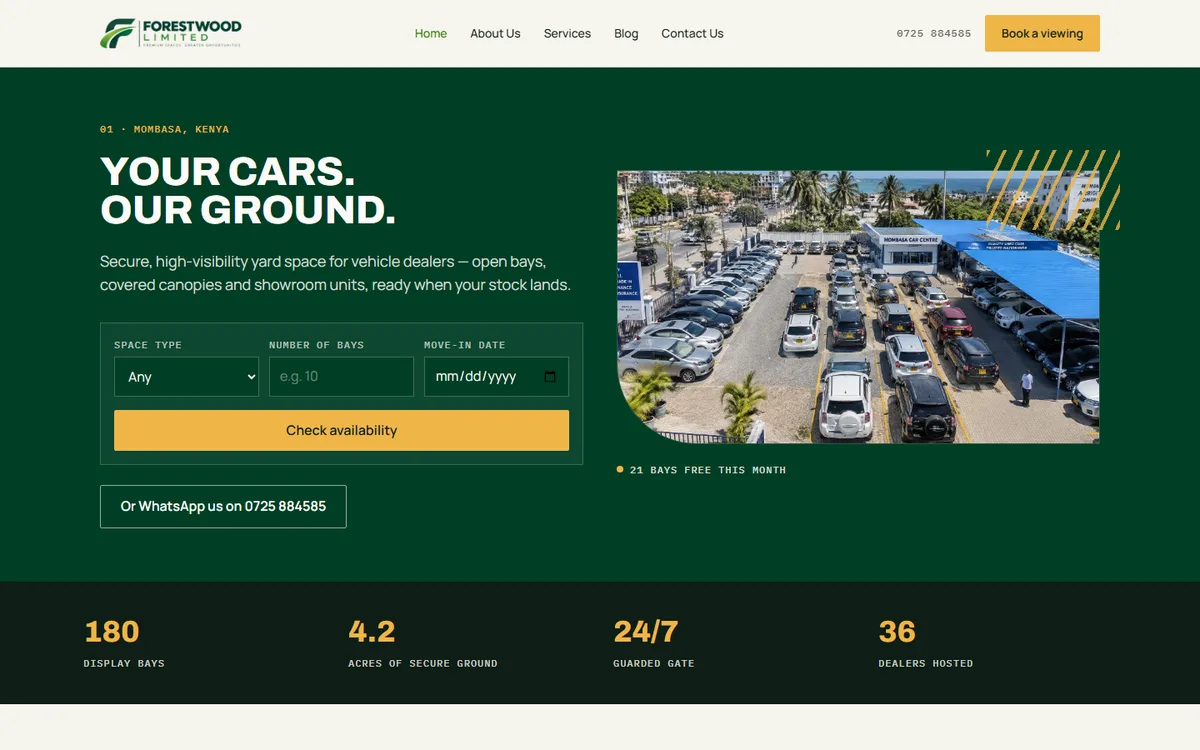 FORESTWOOD
LIMITED
PREMIUM SPACES. GREATER OPPORTUNITIES.
Home
About Us
Services
Blog
Contact Us
0725 884585
Book a viewing
01 · MOMBASA, KENYA
YOUR CARS.
OUR GROUND.
Secure, high-visibility yard space for vehicle dealers — open bays,
covered canopies and showroom units, ready when your stock lands.
SPACE TYPE
NUMBER OF BAYS
MOVE-IN DATE
Any
e.g. 10
mm/dd/yyyy
Check availability
Or WhatsApp us on 0725 884585
MOMBASA CAR CENTRE
21 BAYS FREE THIS MONTH
180
DISPLAY BAYS
4.2
ACRES OF SECURE GROUND
24/7
GUARDED GATE
36
DEALERS HOSTED